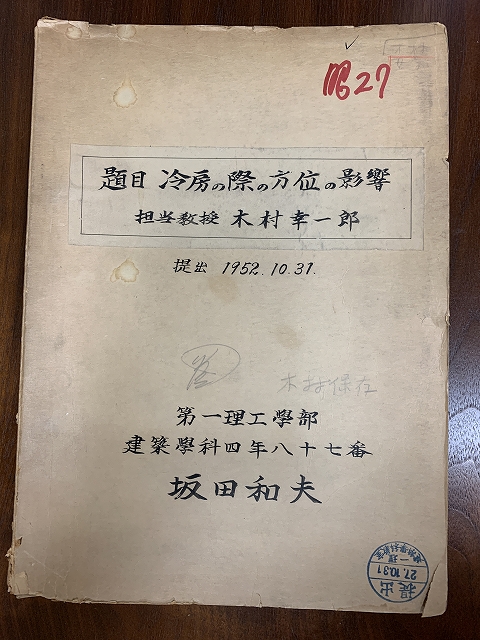 昭27
題目 冷房の際の方位の影響
担当教授 木村幸一郎
提出 1952.10.31.
木村保在
第一理工學部
建築學科四年八十七番
坂田和夫
提出
27.10.31
一理